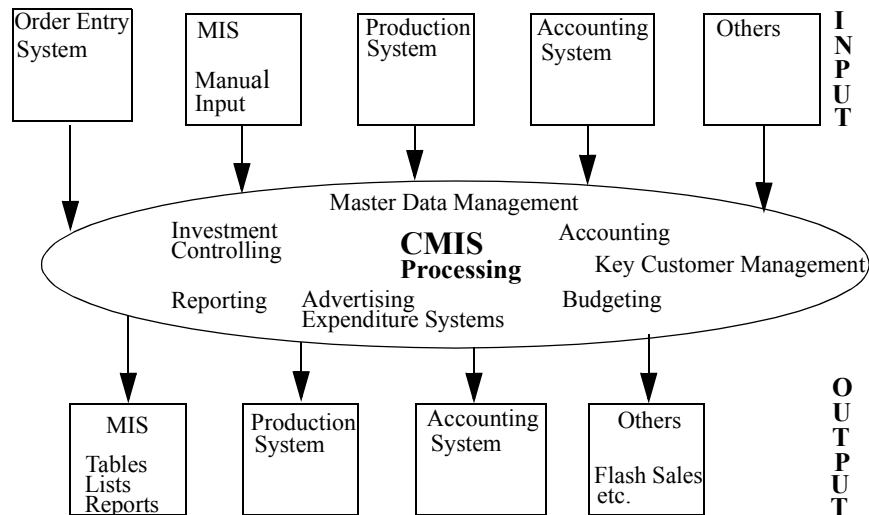 Order Entry
System
MIS
Manual
Input
Production
System
Accounting
System
Others
INPUT
Master Data Management
Investment
Controlling
CMIS
Processing
Accounting
Key Customer Management
Reporting
Advertising
Expenditure Systems
Budgeting
MIS
Tables
Lists
Reports
Production
System
Accounting
System
Others
Flash Sales
etc.
OUTPUT